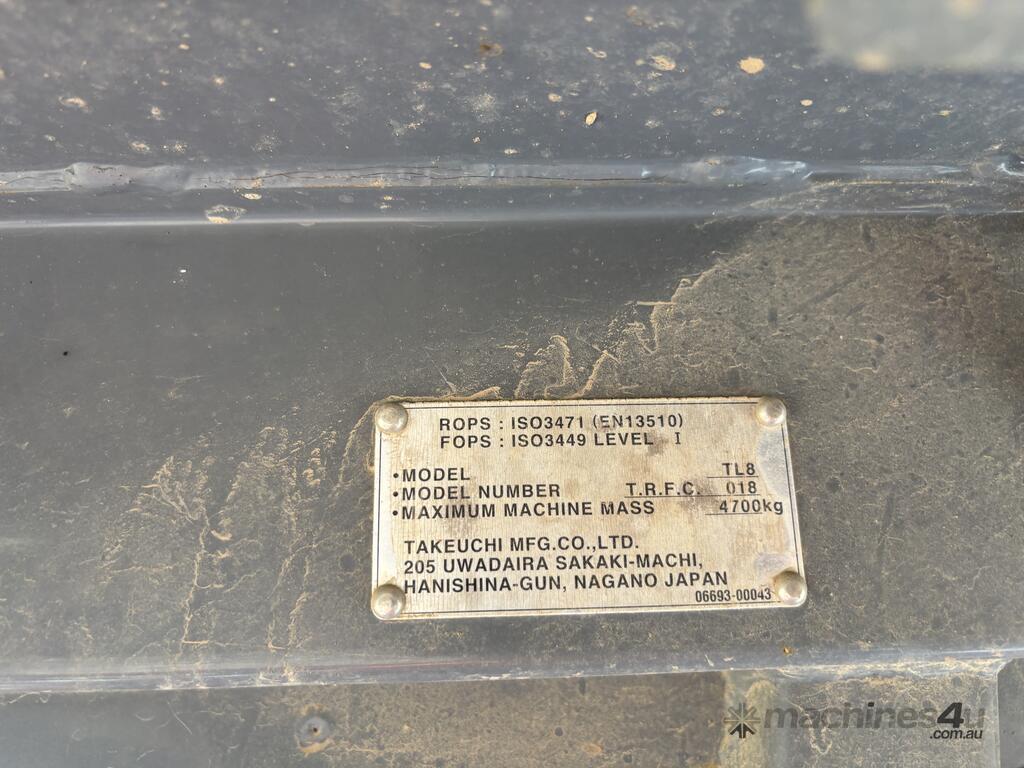 ROPS : ISO3471 (EN13510)
FOPS : ISO3449 LEVEL I
•MODEL TL8
•MODEL NUMBER T.R.F.C. 018
•MAXIMUM MACHINE MASS 4700kg
TAKEUCHI MFG.CO.,LTD.
205 UWADAIRA SAKAKI-MACHI,
HANISHINA-GUN, NAGANO JAPAN
06693-00043
machines4u
.com.au